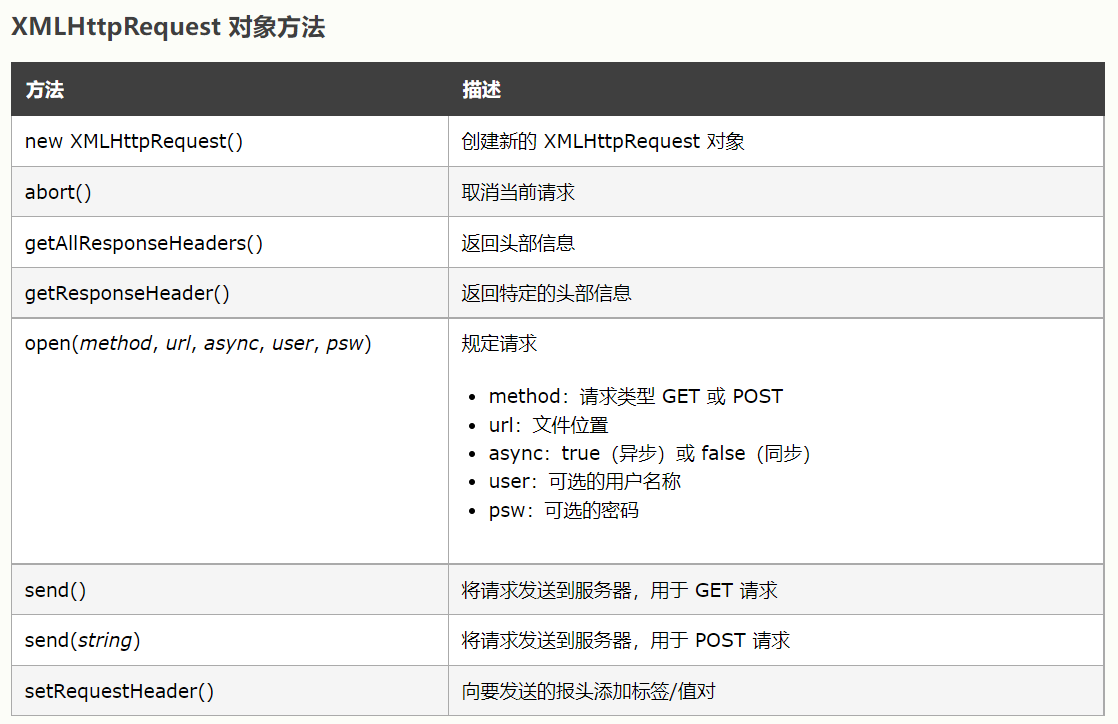 XMLHttpRequest 对象方法
方法 描述
new XMLHttpRequest() 创建新的 XMLHttpRequest 对象
abort() 取消当前请求
getAllResponseHeaders() 返回头部信息
getResponseHeader() 返回特定的头部信息
open(method, url, async, user, psw) 规定请求
• method：请求类型 GET 或 POST
• url：文件位置
• async：true（异步）或 false（同步）
• user：可选的用户名称
• psw：可选的密码
send() 将请求发送到服务器，用于 GET 请求
send(string) 将请求发送到服务器，用于 POST 请求
setRequestHeader() 向要发送的报头添加标签/值对